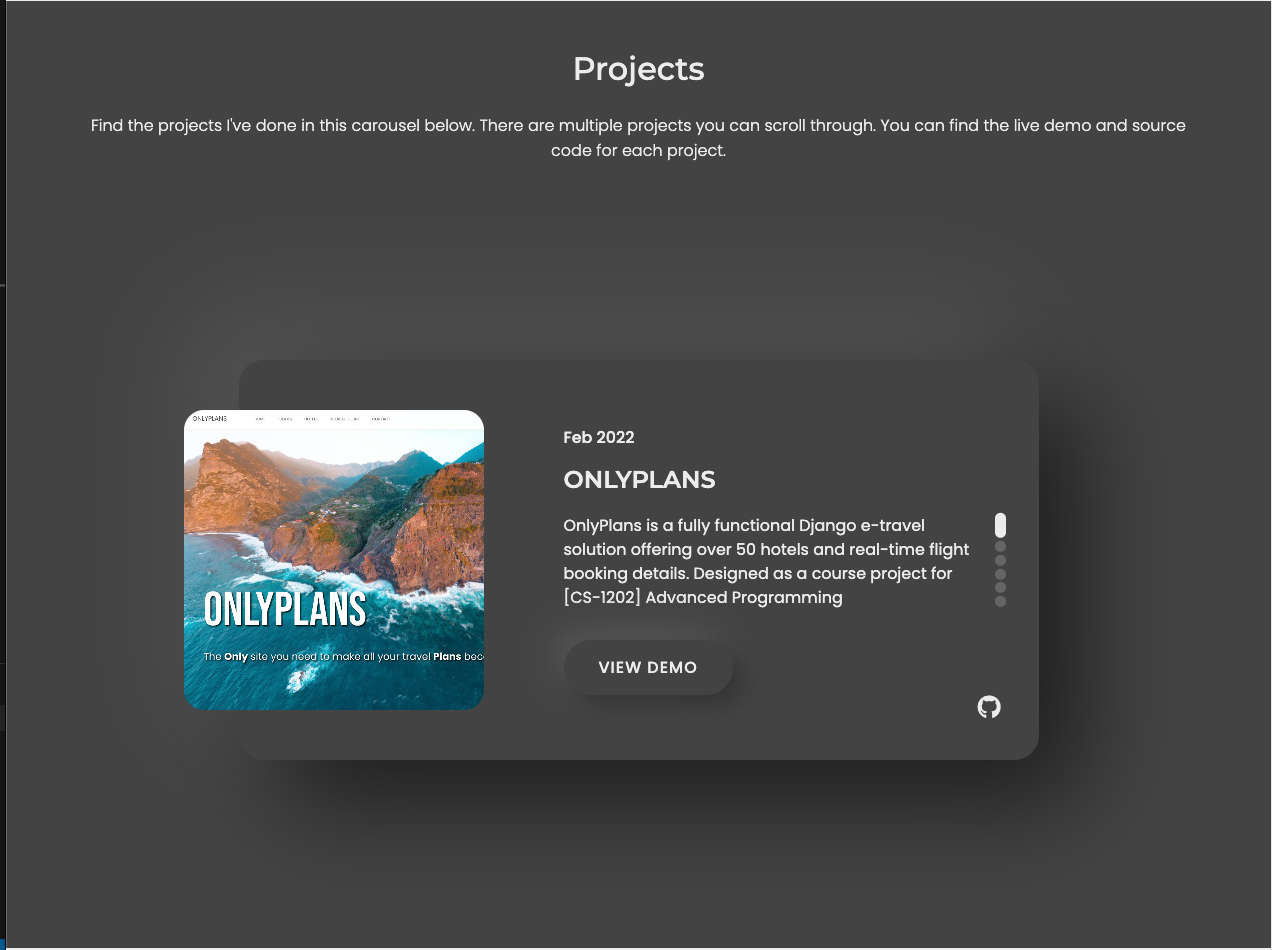 Projects
Find the projects I've done in this carousel below. There are multiple projects you can scroll through. You can find the live demo and source
code for each project.
ONLYPLANS
HOME
HOTELS
CONTACT
ONLYPLANS
The Only site you need to make all your travel Plans bec
Feb 2022
ONLYPLANS
OnlyPlans is a fully functional Django e-travel
solution offering over 50 hotels and real-time flight
booking details. Designed as a course project for
[CS-1202] Advanced Programming
VIEW DEMO